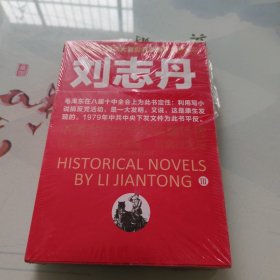 刘志丹
毛泽东在八届十中全会上为此书定性：利用写小
说搞反党活动，是一大发明。又说，这是康生发
现的。1979年中共中央下发文件为此书平反。
HISTORICAL NOVELS
BY LI JIANTONG III